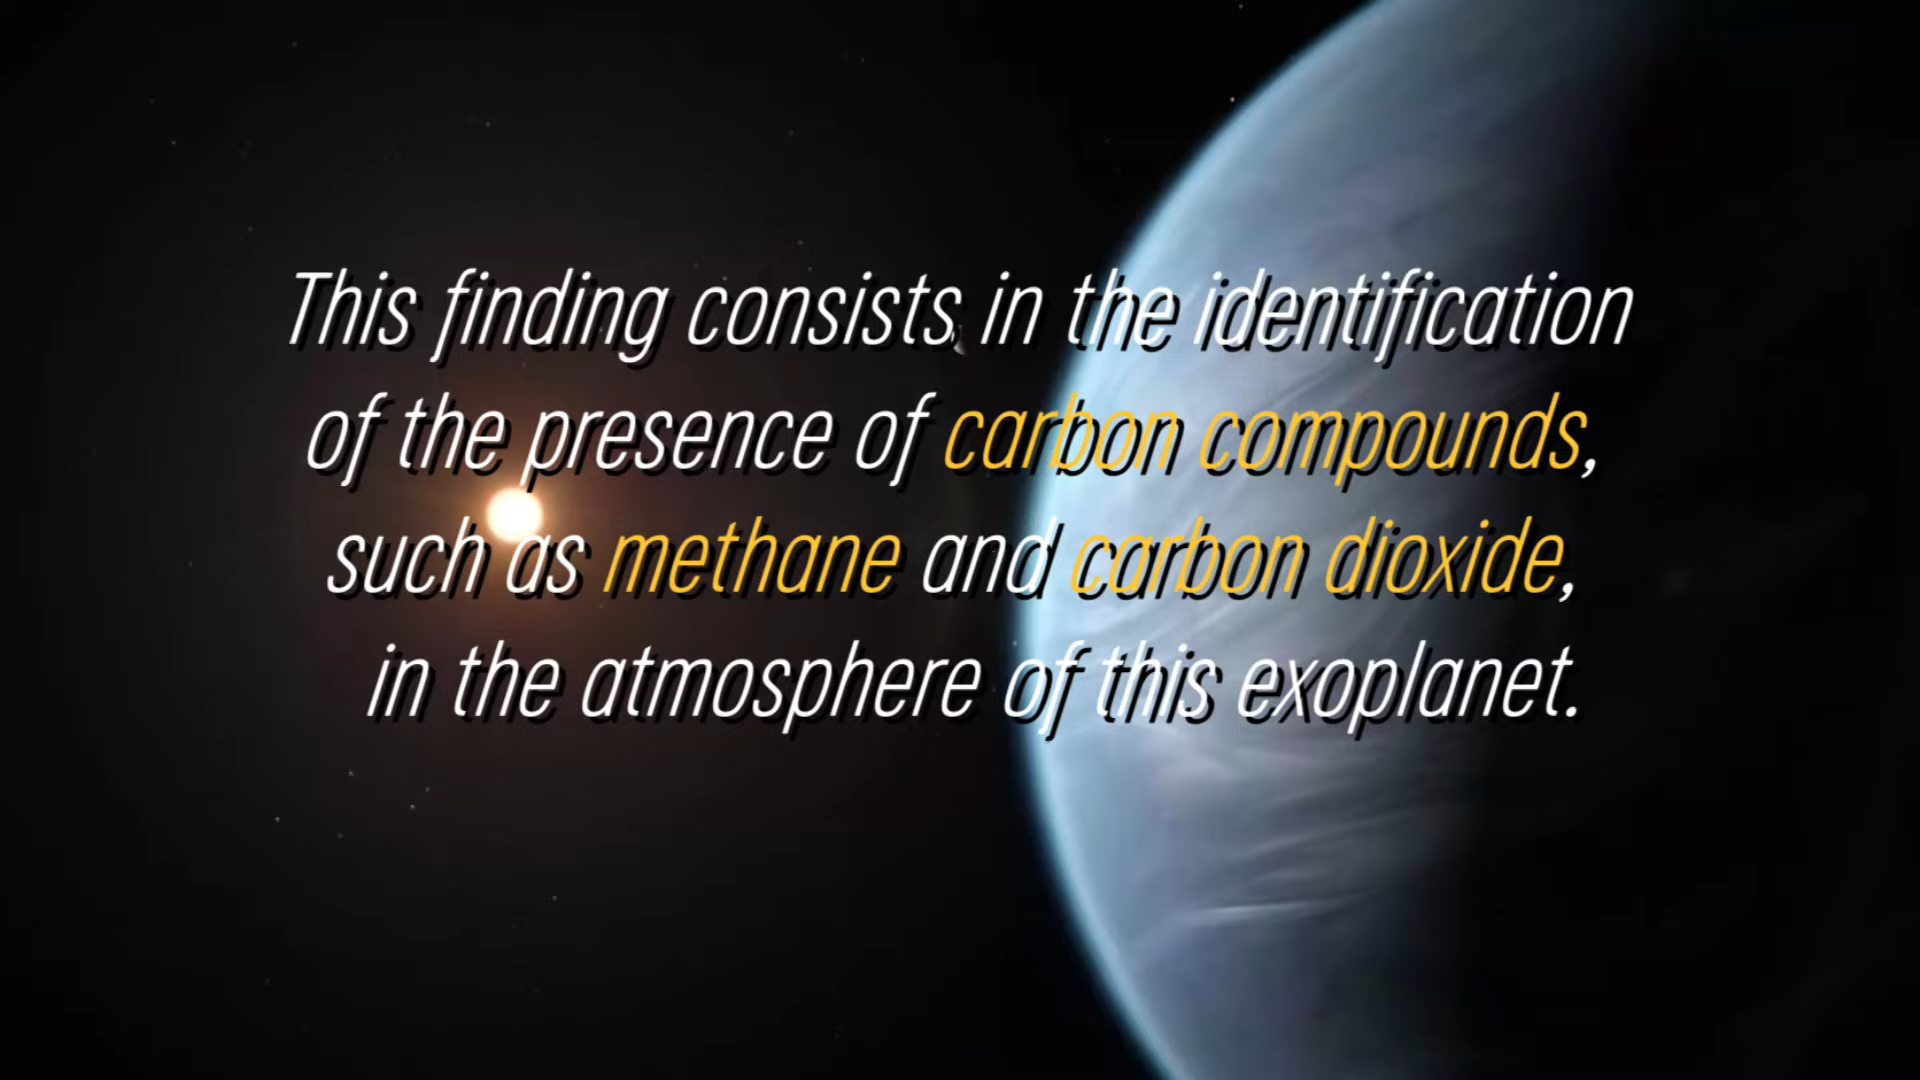 This finding consists in the identification
of the presence of carbon compounds,
such as methane and carbon dioxide,
in the atmosphere of this exoplanet.